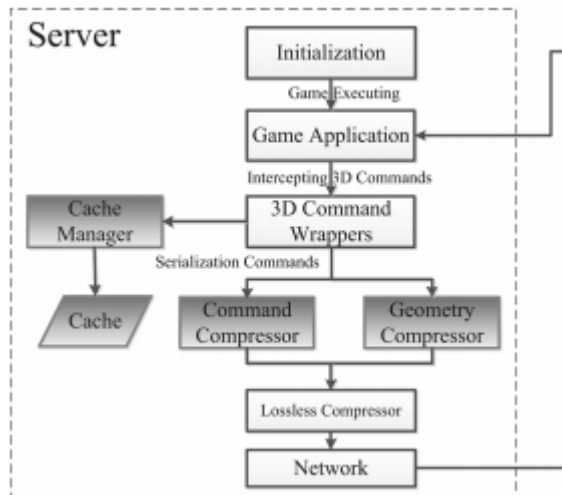 Server
Initialization
Game Executing
Game Application
Intercepting 3D Commands
Cache
Manager
3D Command
Wrappers
Serialization Commands
Cache
Command
Compressor
Geometry
Compressor
Lossless Compressor
Network